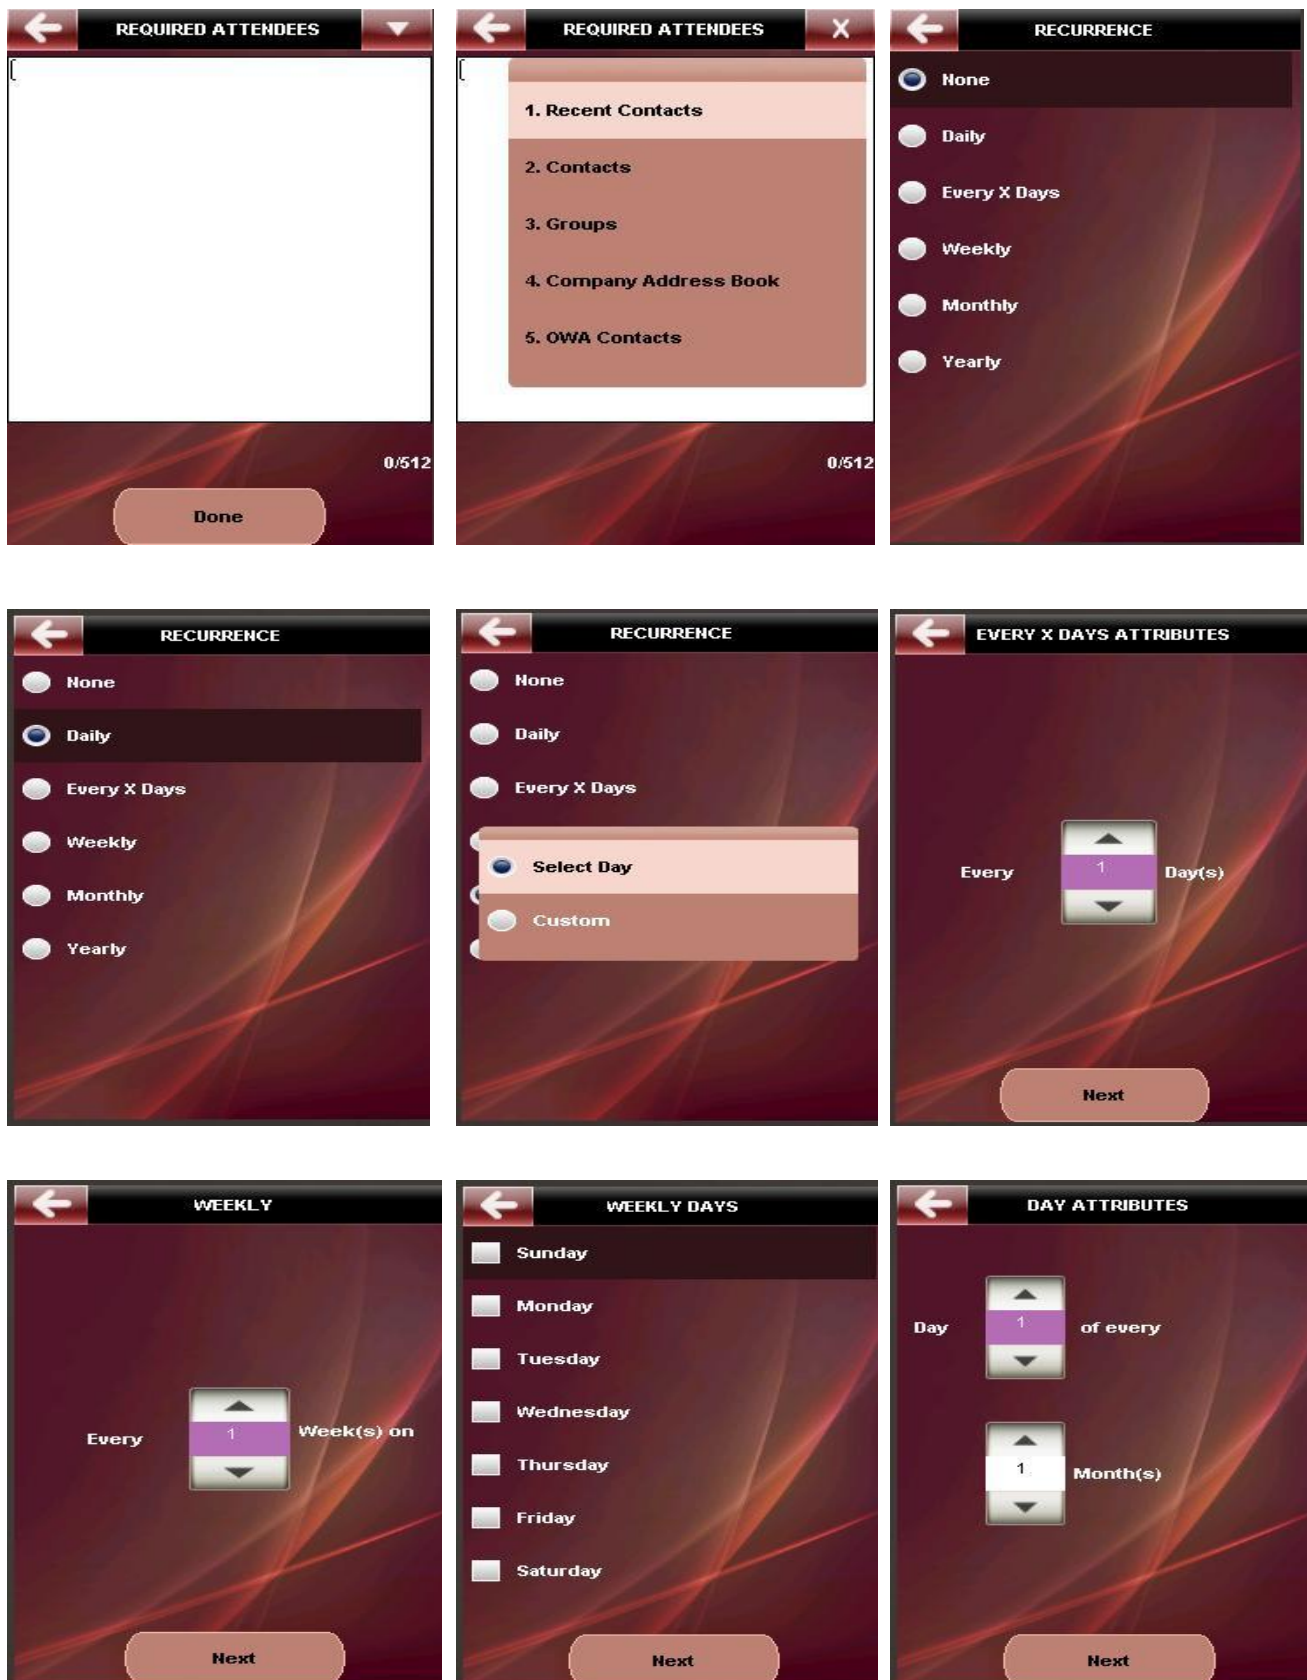 REQUIRED ATTENDEES
0/512
Done
REQUIRED ATTENDEES
X
1. Recent Contacts
2. Contacts
3. Groups
4. Company Address Book
5. OWA Contacts
0/512
RECURRENCE
None
Daily
Every X Days
Weekly
Monthly
Yearly
RECURRENCE
None
Daily
Every X Days
Weekly
Monthly
Yearly
RECURRENCE
None
Daily
Every X Days
Select Day
Custom
EVERY X DAYS ATTRIBUTES
Every 1 Day(s)
Next
WEEKLY
Every 1 Week(s) on
Next
WEEKLY DAYS
Sunday
Monday
Tuesday
Wednesday
Thursday
Friday
Saturday
Next
DAY ATTRIBUTES
Day 1 of every
1 Month(s)
Next